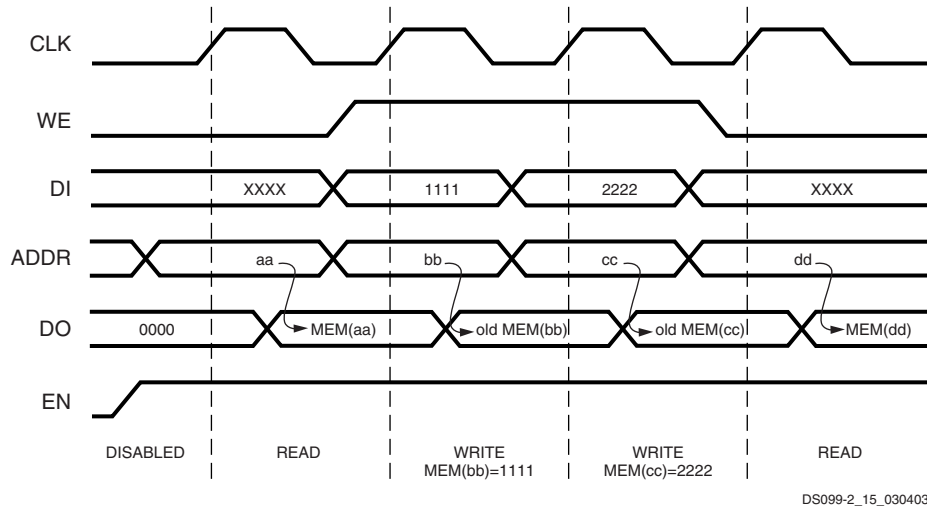 CLK
WE
DI XXXX 1111 2222 XXXX
ADDR aa bb cc dd
DO 0000 MEM(aa) old MEM(bb) old MEM(cc) MEM(dd)
EN
DISABLED READ WRITE WRITE READ
MEM(bb)=1111 MEM(cc)=2222
DS099-2_15_030403